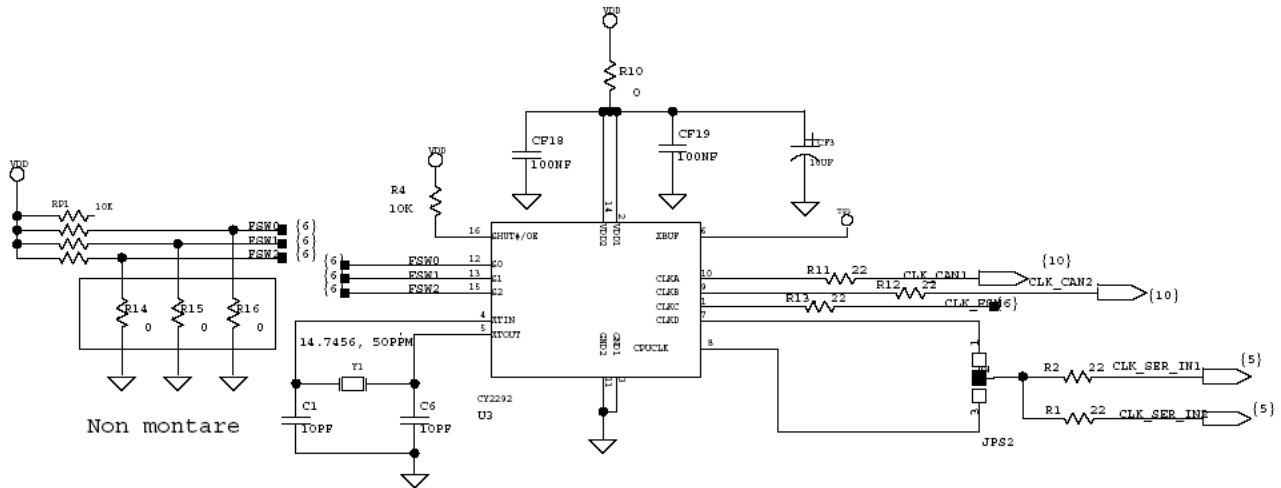 VDD
R10
0
CF18
100NF
CF19
100NF
CF3
10UF
VDD
R4
10K
VDD
RP1
10K
FSW0 {6}
FSW1 {6}
FSW2 {6}
R14
0
R15
0
R16
0
Non montare
{6} FSW0
FSW1
{6} FSW2
16 SHUT#/OE
12 S0
13 S1
15 S2
4 XTIN
5 XTOUT
14 VDD2
2 VDD1
XBUF 6
CLKA 10
CLKB 9
CLKC 1
CLKD 7
CPUCLK 8
GND2 11
GND1 3
CY2292
U3
14.7456, 50PPM
Y1
C1
10PF
C6
10PF
R11 22 CLK_CAN1 {10}
R12 22 CLK_CAN2 {10}
R13 22
1
3
JPS2
R2 22 CLK_SER_IN1 {5}
R1 22 CLK_SER_IN2 {5}